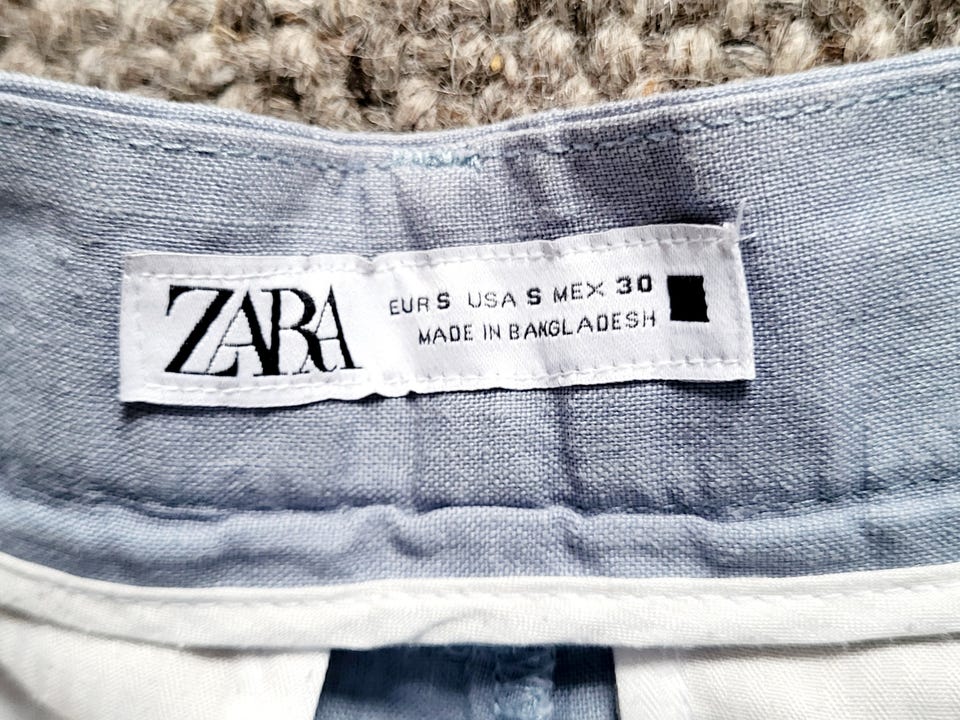 ZARA
EUR S USA S MEX 30
MADE IN BANGLADESH